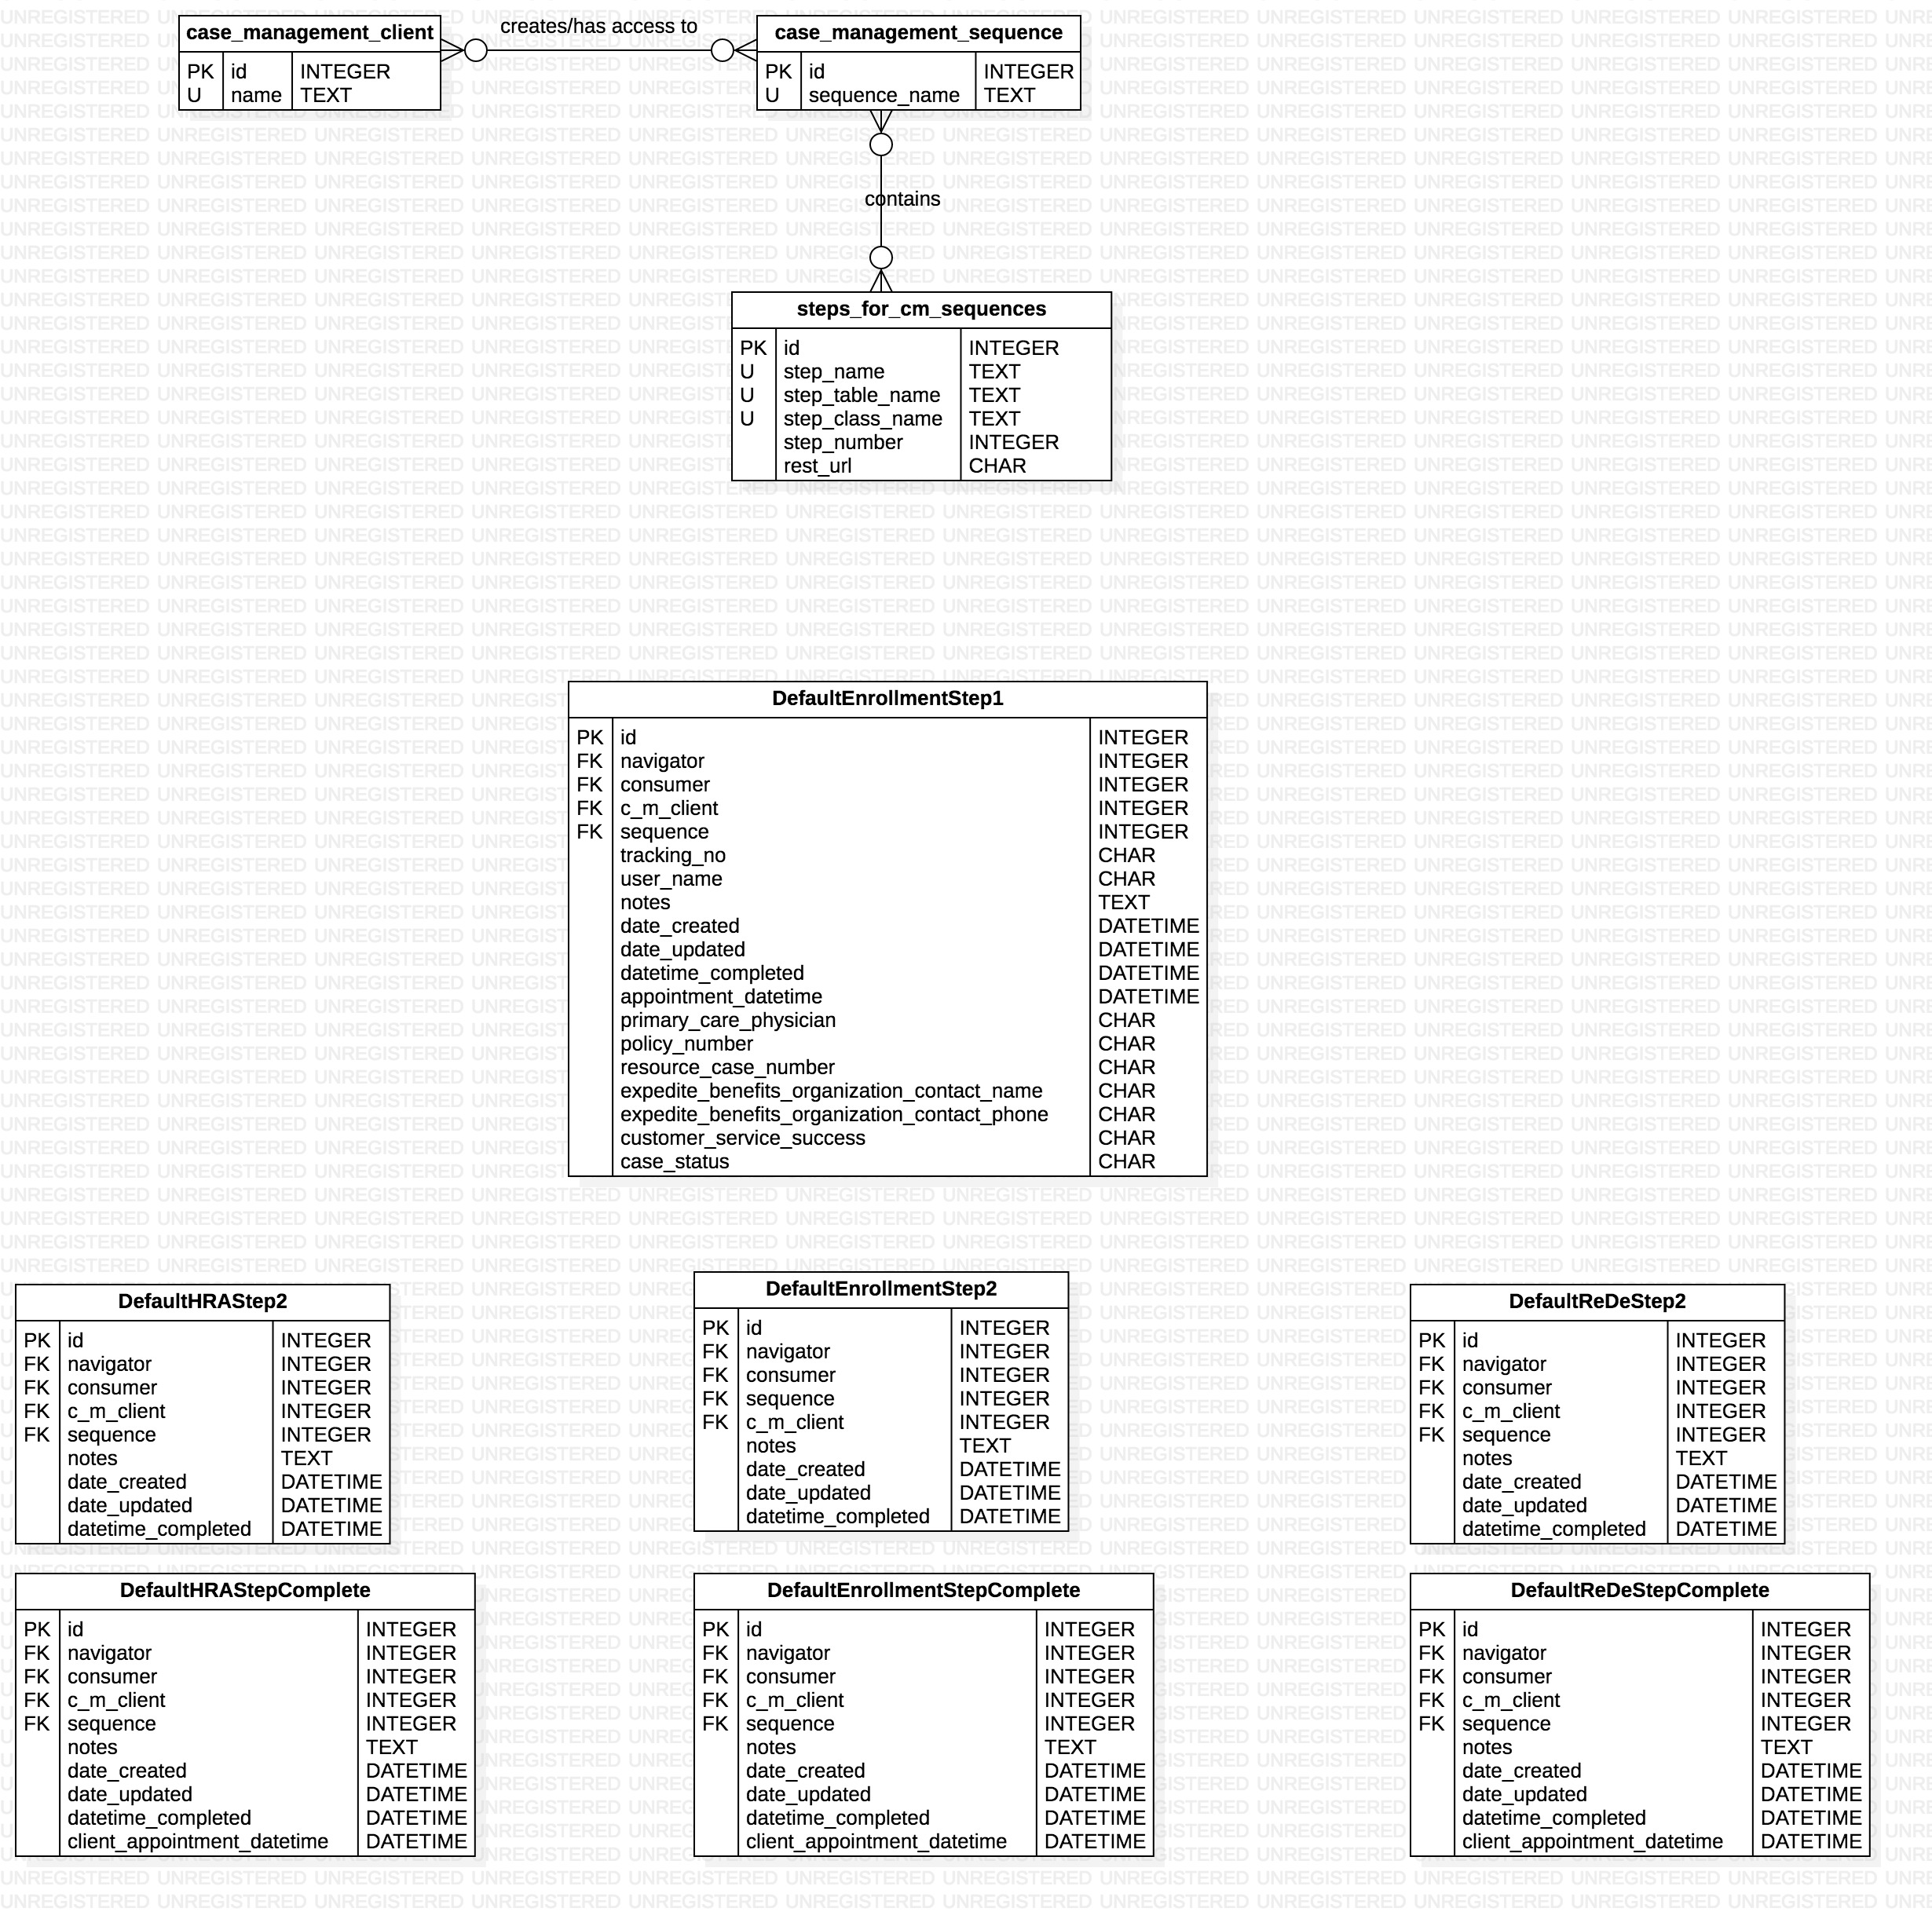 case_management_client
PK id INTEGER
U name TEXT
creates/has access to
case_management_sequence
PK id INTEGER
U sequence_name TEXT
contains
steps_for_cm_sequences
PK id INTEGER
U step_name TEXT
U step_table_name TEXT
U step_class_name TEXT
step_number INTEGER
rest_url CHAR
DefaultEnrollmentStep1
PK id INTEGER
FK navigator INTEGER
FK consumer INTEGER
FK c_m_client INTEGER
FK sequence INTEGER
tracking_no CHAR
user_name CHAR
notes TEXT
date_created DATETIME
date_updated DATETIME
datetime_completed DATETIME
appointment_datetime DATETIME
primary_care_physician CHAR
policy_number CHAR
resource_case_number CHAR
expedite_benefits_organization_contact_name CHAR
expedite_benefits_organization_contact_phone CHAR
customer_service_success CHAR
case_status CHAR
DefaultHRAStep2
PK id INTEGER
FK navigator INTEGER
FK consumer INTEGER
FK c_m_client INTEGER
FK sequence INTEGER
notes TEXT
date_created DATETIME
date_updated DATETIME
datetime_completed DATETIME
DefaultEnrollmentStep2
PK id INTEGER
FK navigator INTEGER
FK consumer INTEGER
FK sequence INTEGER
FK c_m_client INTEGER
notes TEXT
date_created DATETIME
date_updated DATETIME
datetime_completed DATETIME
DefaultReDeStep2
PK id INTEGER
FK navigator INTEGER
FK consumer INTEGER
FK c_m_client INTEGER
FK sequence INTEGER
notes TEXT
date_created DATETIME
date_updated DATETIME
datetime_completed DATETIME
DefaultHRAStepComplete
PK id INTEGER
FK navigator INTEGER
FK consumer INTEGER
FK c_m_client INTEGER
FK sequence INTEGER
notes TEXT
date_created DATETIME
date_updated DATETIME
datetime_completed DATETIME
client_appointment_datetime DATETIME
DefaultEnrollmentStepComplete
PK id INTEGER
FK navigator INTEGER
FK consumer INTEGER
FK c_m_client INTEGER
FK sequence INTEGER
notes TEXT
date_created DATETIME
date_updated DATETIME
datetime_completed DATETIME
client_appointment_datetime DATETIME
DefaultReDeStepComplete
PK id INTEGER
FK navigator INTEGER
FK consumer INTEGER
FK c_m_client INTEGER
FK sequence INTEGER
notes TEXT
date_created DATETIME
date_updated DATETIME
datetime_completed DATETIME
client_appointment_datetime DATETIME
UNREGISTERED